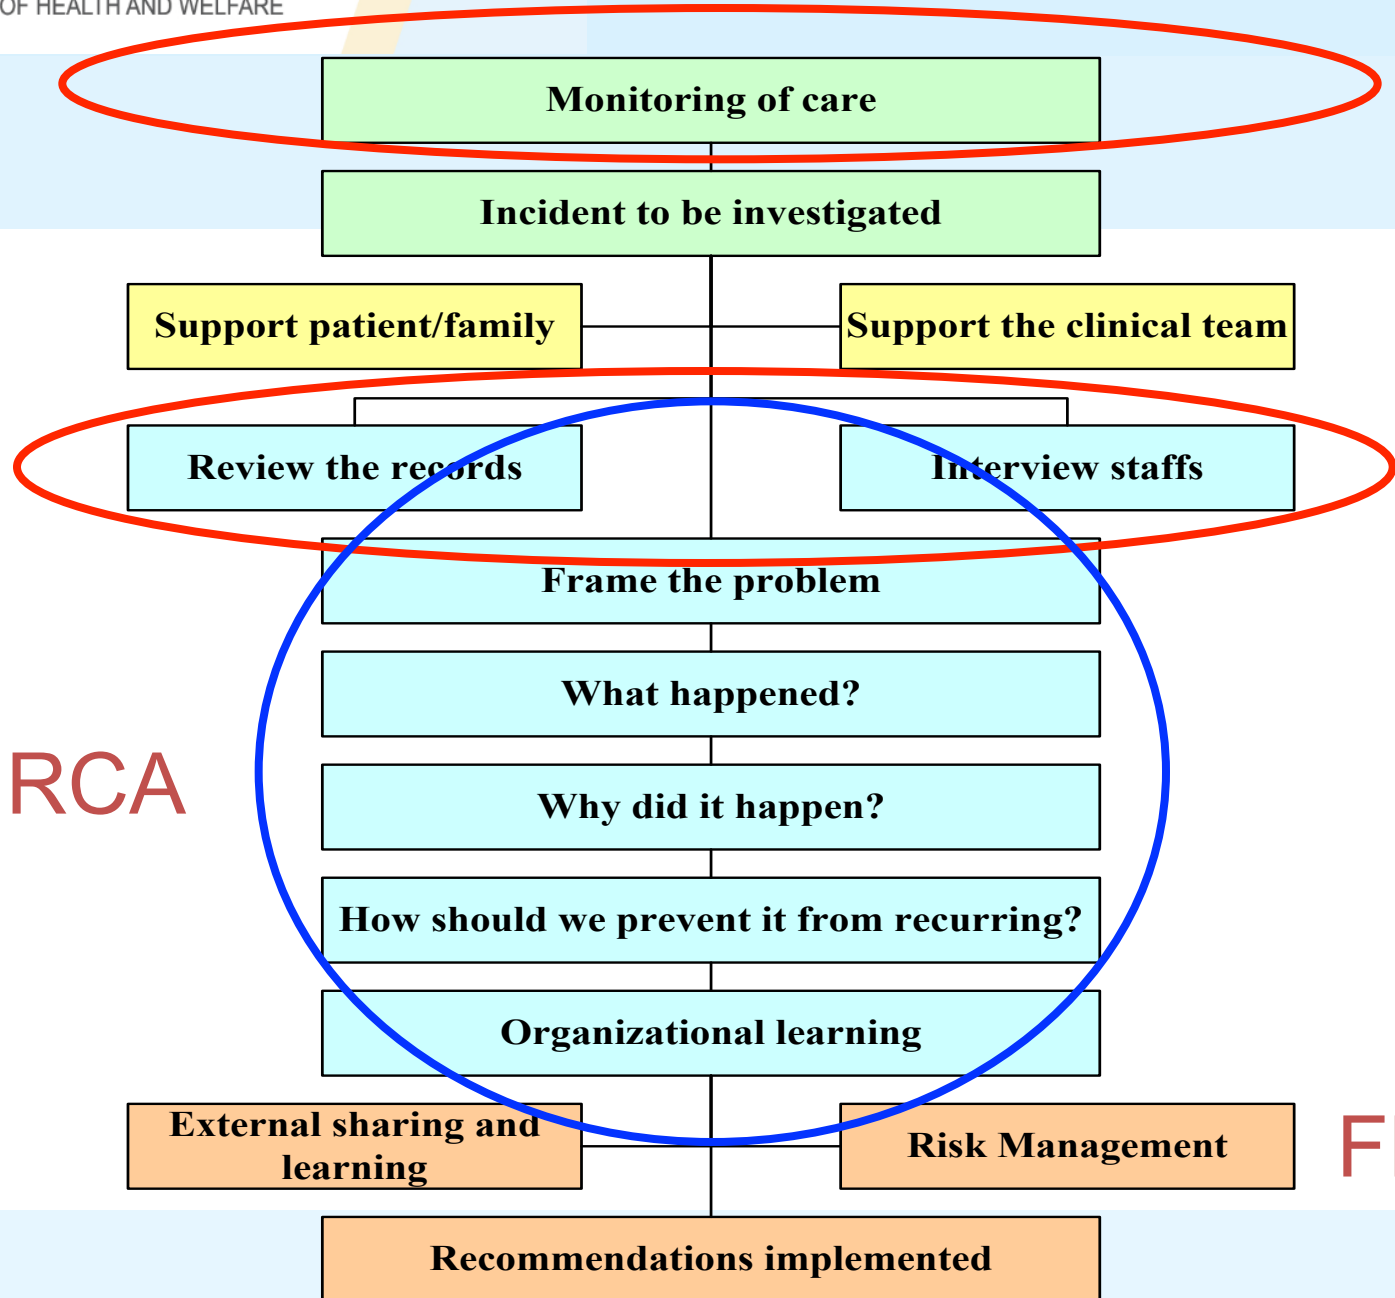 OF HEALTH AND WELFARE
Monitoring of care
Incident to be investigated
Support patient/family
Support the clinical team
Review the records
Interview staffs
Frame the problem
What happened?
RCA
Why did it happen?
How should we prevent it from recurring?
Organizational learning
External sharing and
learning
Risk Management
Recommendations implemented